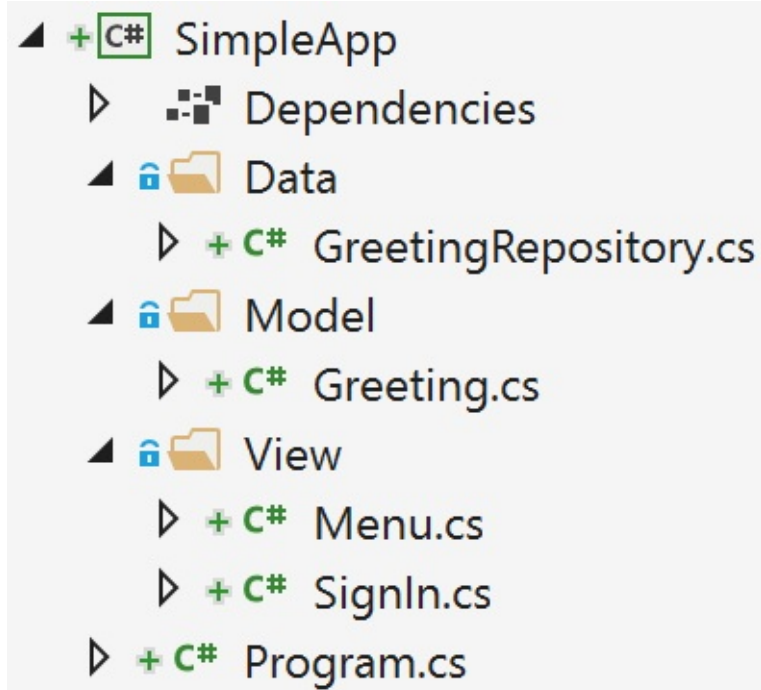 C# SimpleApp
Dependencies
Data
C# GreetingRepository.cs
Model
C# Greeting.cs
View
C# Menu.cs
C# SignIn.cs
C# Program.cs